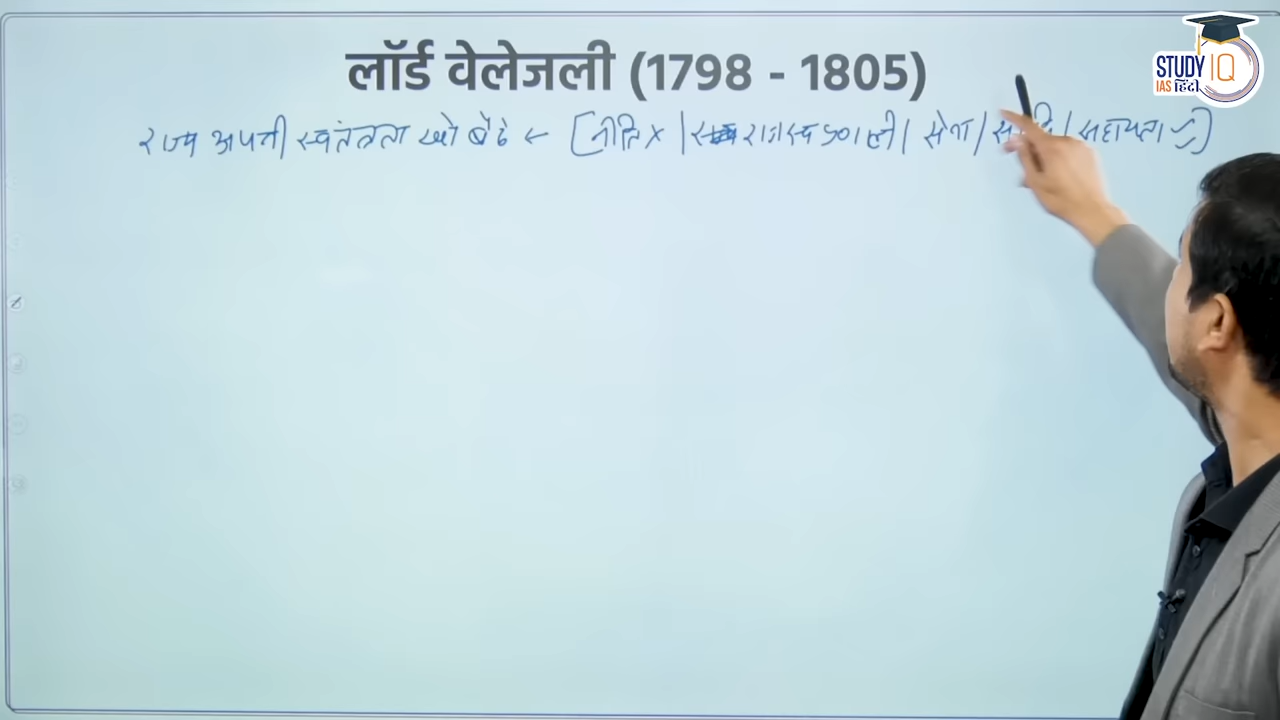 लॉर्ड वेलेजली (1798 - 1805)
STUDY IQ
IAS हिंदी
राज्य अपनी स्वतंत्रता खो बैठे ← [नीति × | राजस्व प्रणाली | सेना | | सहायता